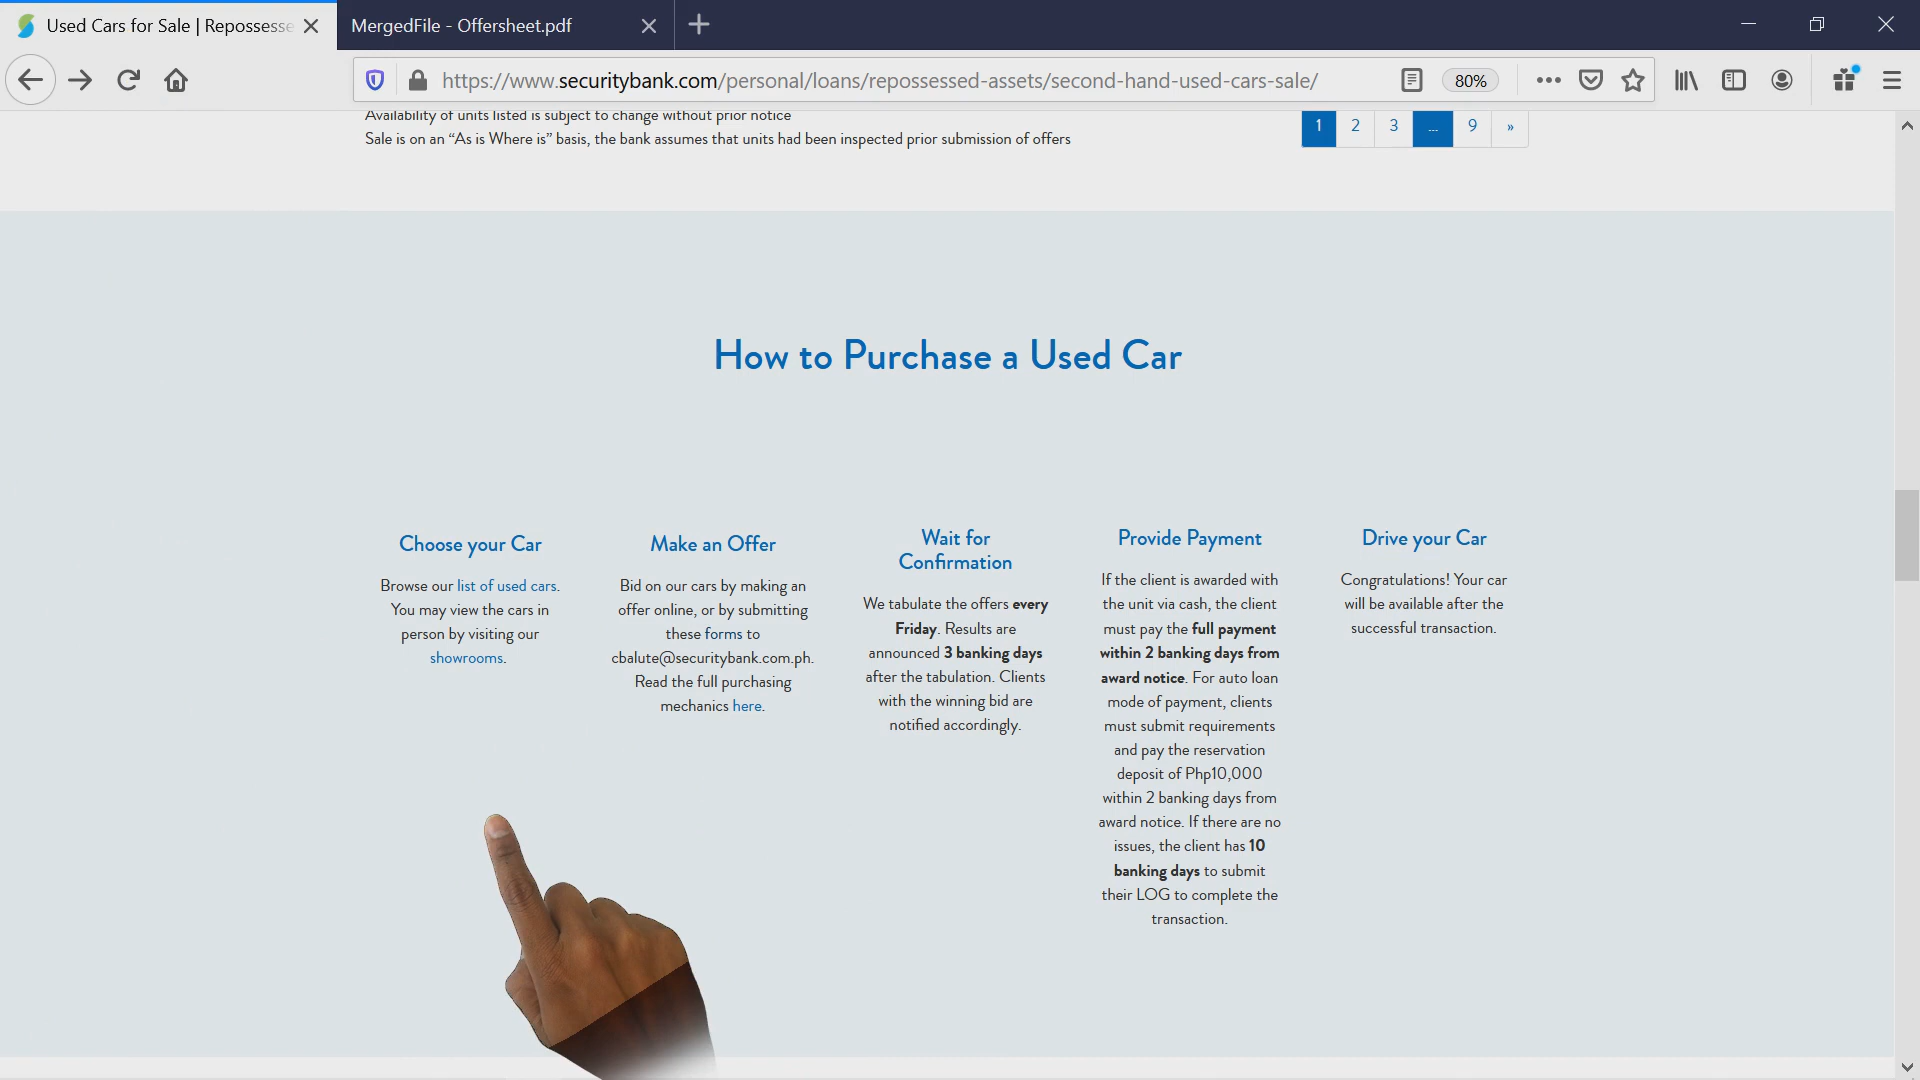 Used Cars for Sale | Repossesse
MergedFile - Offersheet.pdf
https://www.securitybank.com/personal/loans/repossessed-assets/second-hand-used-cars-sale/
80%
Availability of units listed is subject to change without prior notice
Sale is on an “As is Where is” basis, the bank assumes that units had been inspected prior submission of offers
1 2 3 ... 9 »
How to Purchase a Used Car
Choose your Car
Browse our list of used cars.
You may view the cars in
person by visiting our
showrooms.
Make an Offer
Bid on our cars by making an
offer online, or by submitting
these forms to
cbalute@securitybank.com.ph.
Read the full purchasing
mechanics here.
Wait for
Confirmation
We tabulate the offers every
Friday. Results are
announced 3 banking days
after the tabulation. Clients
with the winning bid are
notified accordingly.
Provide Payment
If the client is awarded with
the unit via cash, the client
must pay the full payment
within 2 banking days from
award notice. For auto loan
mode of payment, clients
must submit requirements
and pay the reservation
deposit of Php10,000
within 2 banking days from
award notice. If there are no
issues, the client has 10
banking days to submit
their LOG to complete the
transaction.
Drive your Car
Congratulations! Your car
will be available after the
successful transaction.